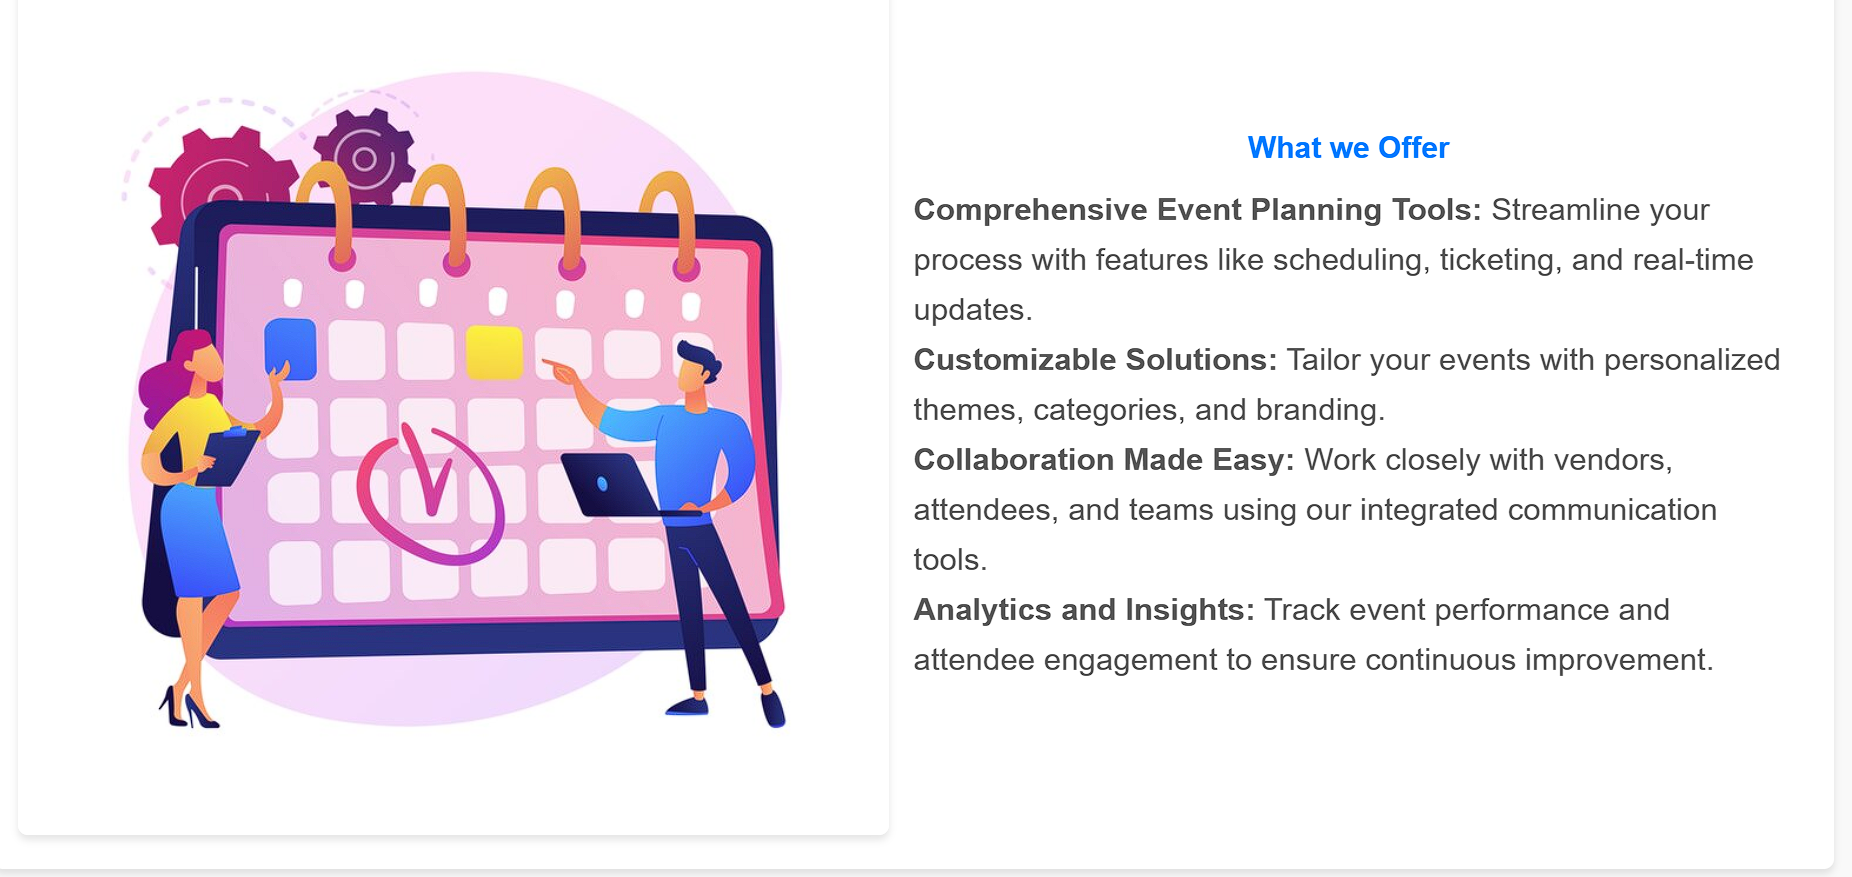 What we Offer
Comprehensive Event Planning Tools: Streamline your
process with features like scheduling, ticketing, and real-time
updates.
Customizable Solutions: Tailor your events with personalized
themes, categories, and branding.
Collaboration Made Easy: Work closely with vendors,
attendees, and teams using our integrated communication
tools.
Analytics and Insights: Track event performance and
attendee engagement to ensure continuous improvement.